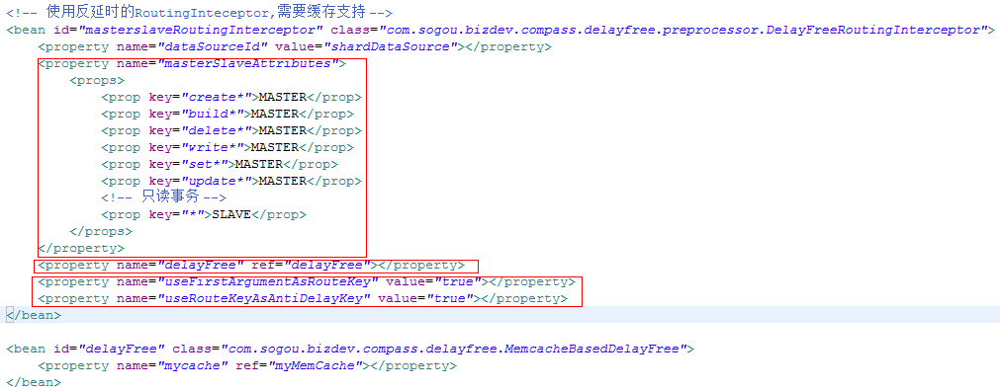 <!-- 使用反延时的RoutingInteceptor,需要缓存支持 -->
<bean id="masterslaveRoutingInterceptor" class="com.sogou.bizdev.compass.delayfree.preprocessor.DelayFreeRoutingInterceptor">
<property name="dataSourceId" value="shardDataSource"></property>
<property name="masterSlaveAttributes">
<props>
<prop key="create*">MASTER</prop>
<prop key="build*">MASTER</prop>
<prop key="delete*">MASTER</prop>
<prop key="write*">MASTER</prop>
<prop key="set*">MASTER</prop>
<prop key="update*">MASTER</prop>
<!-- 只读事务 -->
<prop key="*">SLAVE</prop>
</props>
</property>
<property name="delayFree" ref="delayFree"></property>
<property name="useFirstArgumentAsRouteKey" value="true"></property>
<property name="useRouteKeyAsAntiDelayKey" value="true"></property>
</bean>
<bean id="delayFree" class="com.sogou.bizdev.compass.delayfree.MemcacheBasedDelayFree">
<property name="mycache" ref="myMemCache"></property>
</bean>